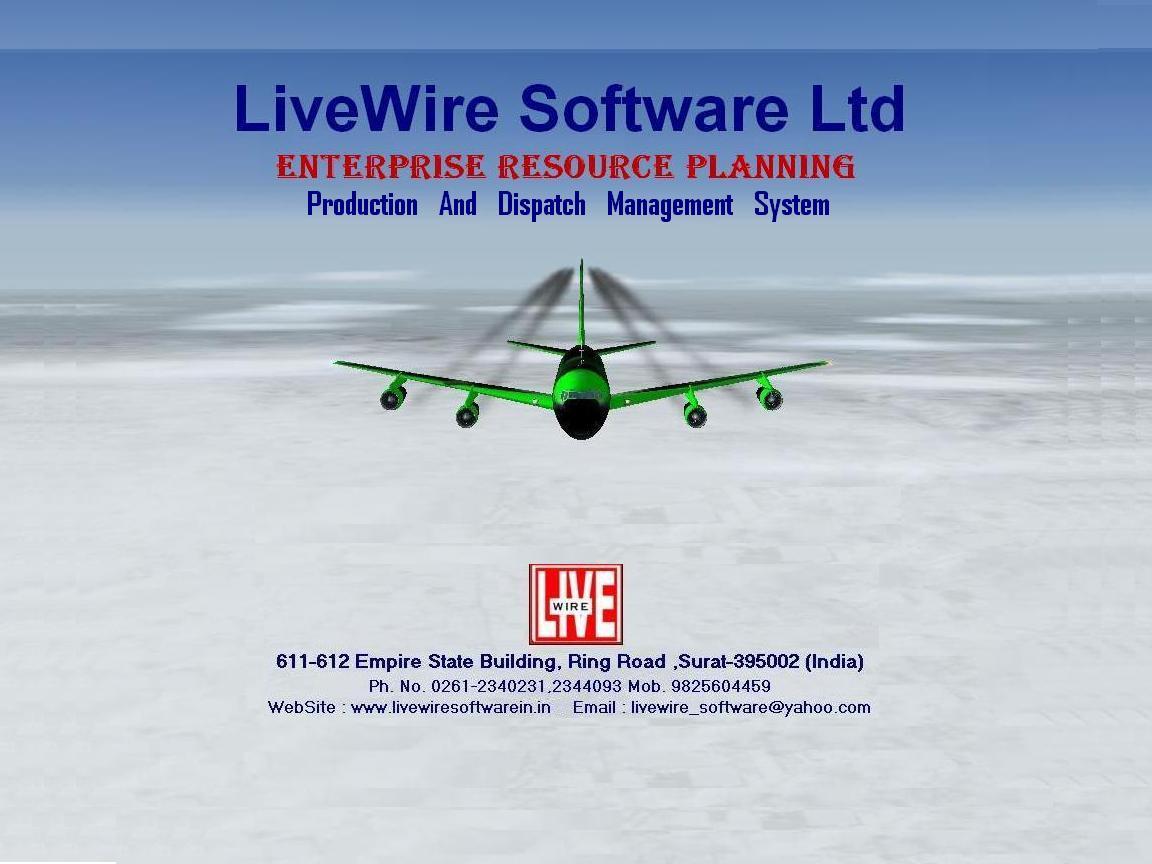 LiveWire Software Ltd
ENTERPRISE RESOURCE PLANNING
Production And Dispatch Management System
LIVE
WIRE
611-612 Empire State Building, Ring Road ,Surat-395002 (India)
Ph. No. 0261-2340231,2344093 Mob. 9825604459
WebSite : www.livewiresoftwarein.in Email : livewire_software@yahoo.com